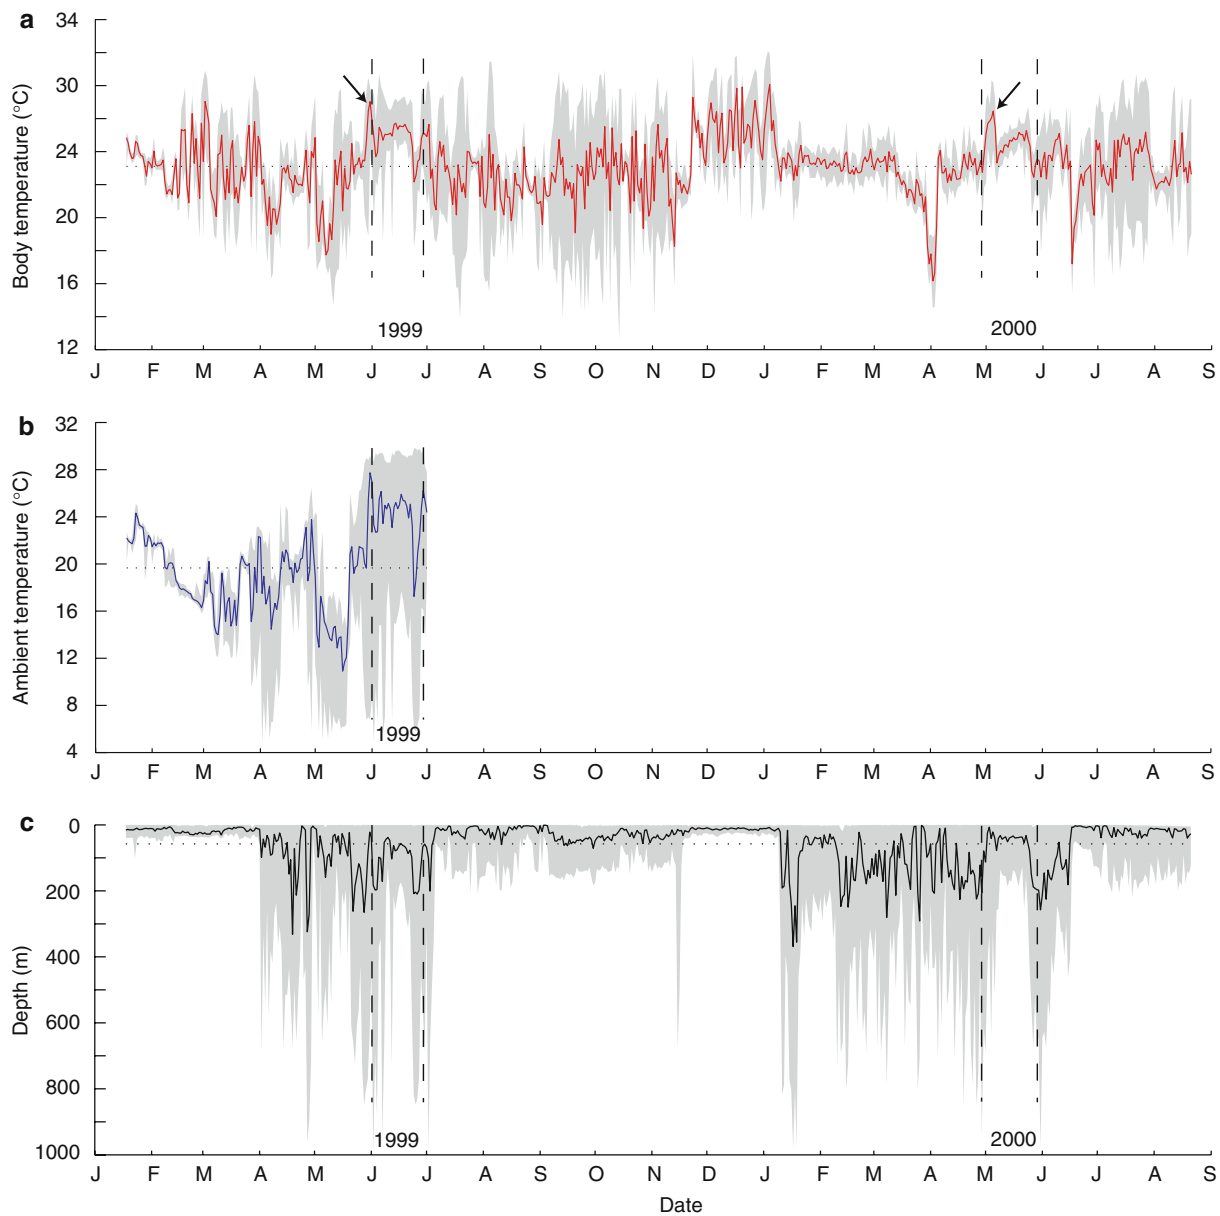 a
Body temperature (°C)
34
30
24
20
16
12
1999
2000
J F M A M J J A S O N D J F M A M J J A S
b
Ambient temperature (°C)
32
28
24
20
16
12
8
4
1999
J F M A M J J A S O N D J F M A M J J A S
c
Depth (m)
0
200
400
600
800
1000
1999
2000
J F M A M J J A S O N D J F M A M J J A S
Date